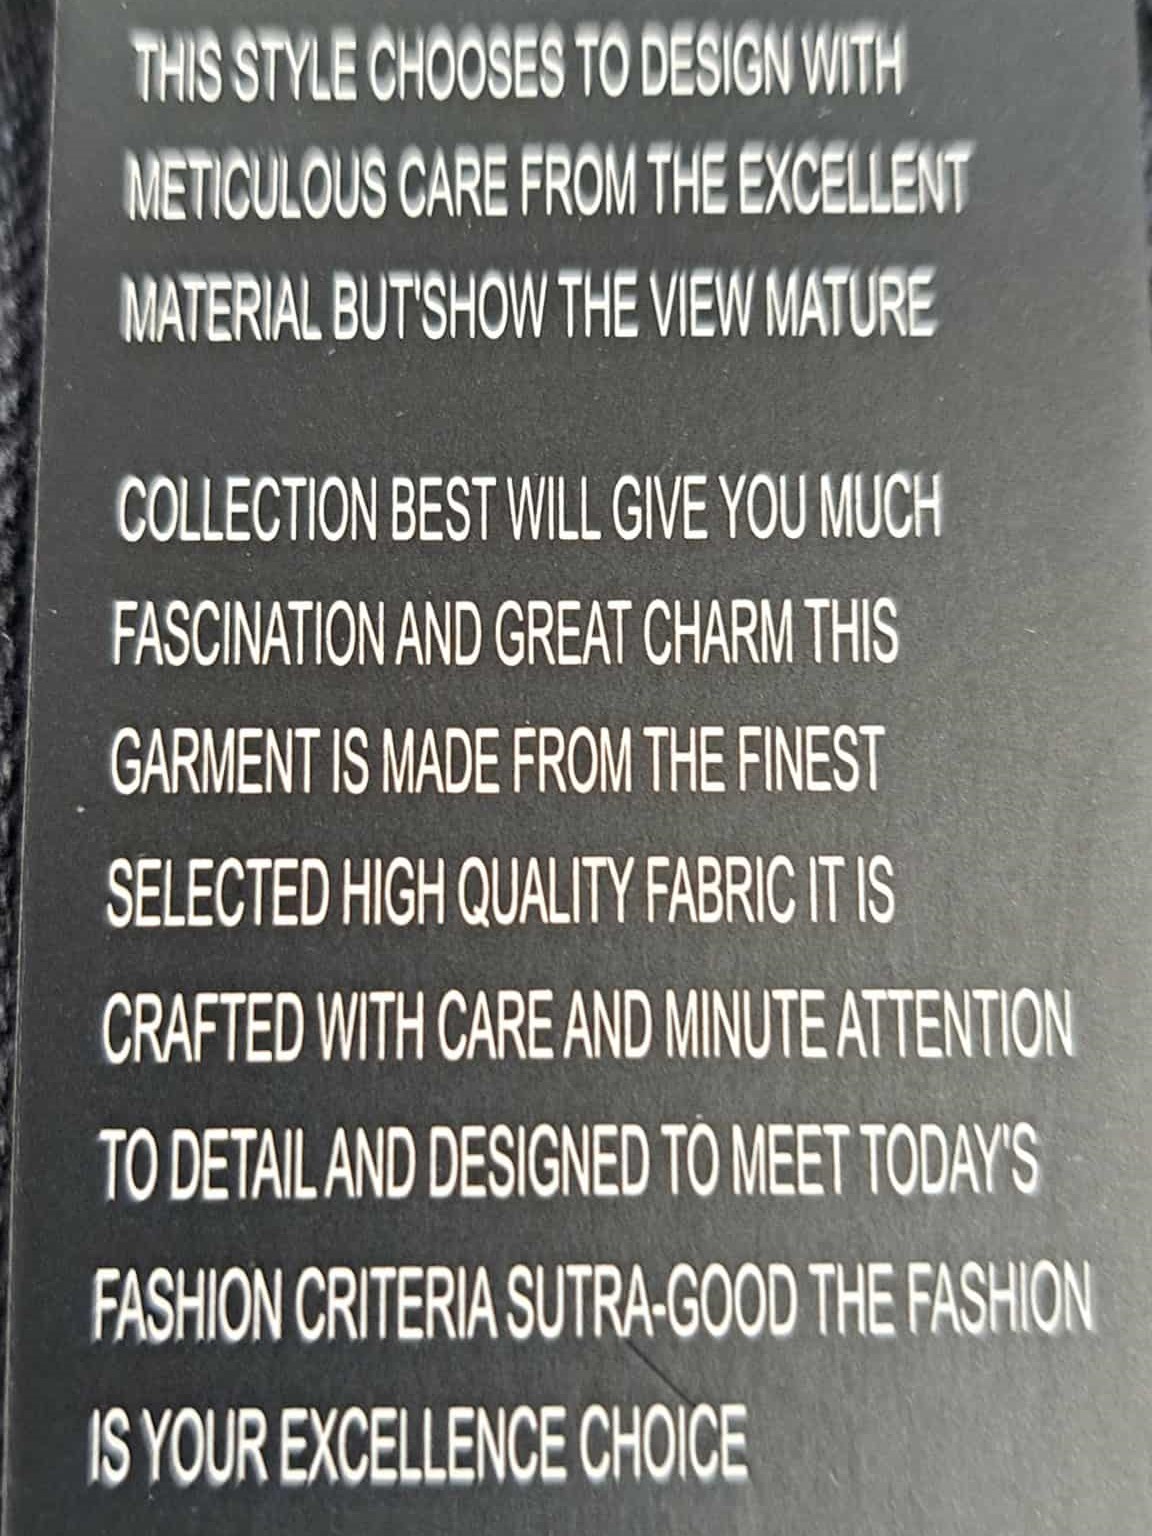 THIS STYLE CHOOSES TO DESIGN WITH
METICULOUS CARE FROM THE EXCELLENT
MATERIAL BUT'SHOW THE VIEW MATURE
COLLECTION BEST WILL GIVE YOU MUCH
FASCINATION AND GREAT CHARM THIS
GARMENT IS MADE FROM THE FINEST
SELECTED HIGH QUALITY FABRIC IT IS
CRAFTED WITH CARE AND MINUTE ATTENTION
TO DETAIL AND DESIGNED TO MEET TODAY'S
FASHION CRITERIA SUTRA-GOOD THE FASHION
IS YOUR EXCELLENCE CHOICE